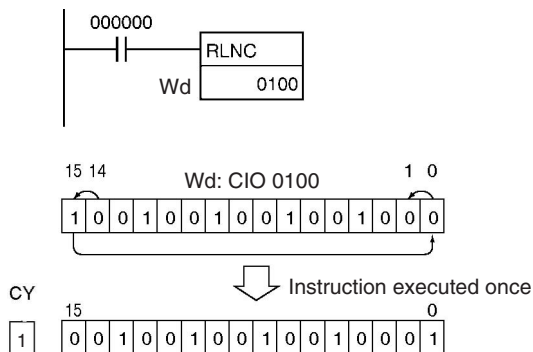 000000
RLNC
Wd 0100
15 14 1 0
Wd: CIO 0100
1 0 0 1 0 0 1 0 0 1 0 0 1 0 0 0
Instruction executed once
CY 15 0
1 0 0 1 0 0 1 0 0 1 0 0 1 0 0 0 1